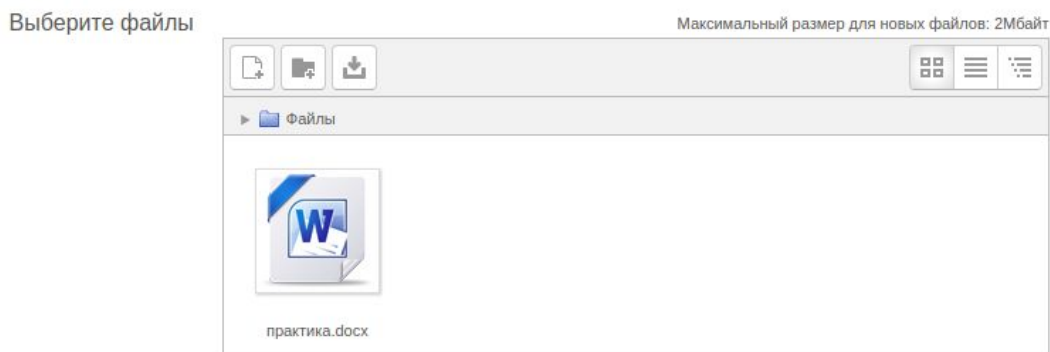 Выберите файлы
Максимальный размер для новых файлов: 2Мбайт
Файлы
W
практика.docx